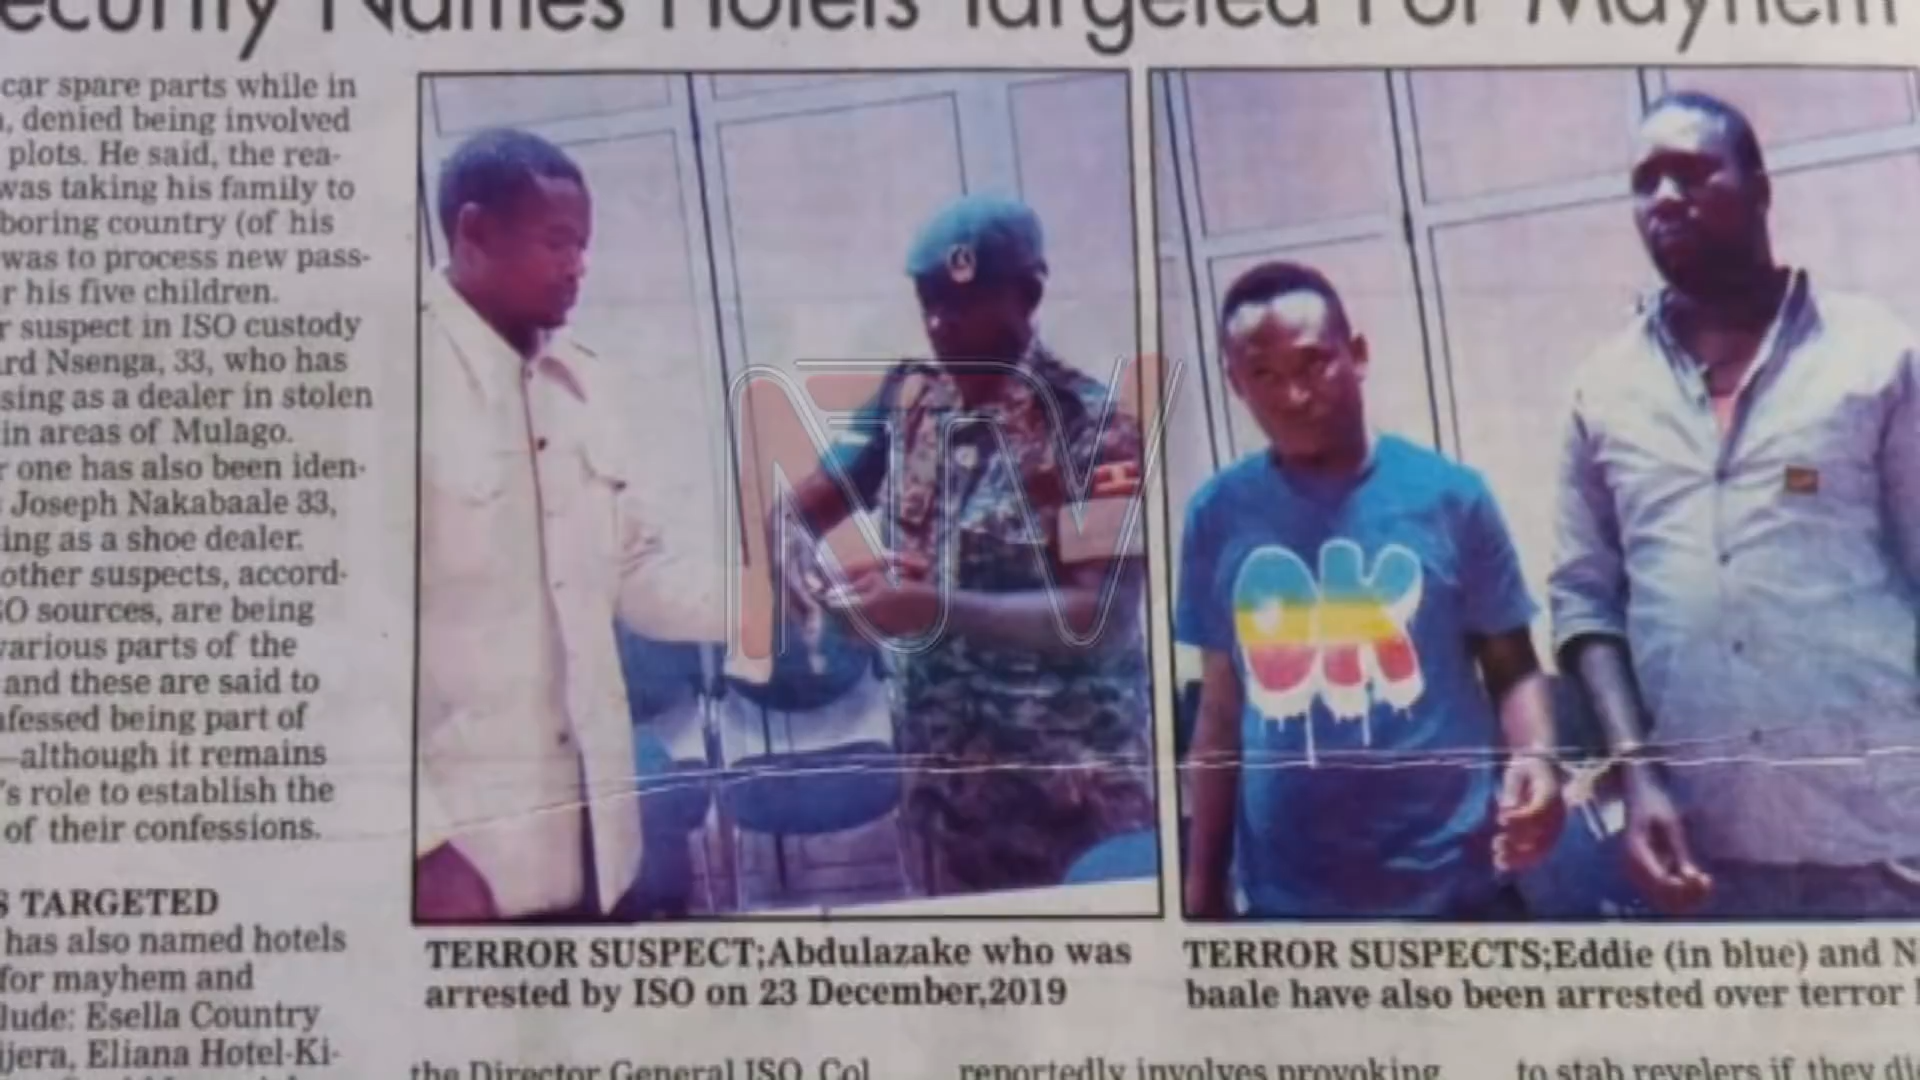 Names Hotels Targeted For Mayhem
car spare parts while in
denied being involved
plots. He said, the rea-
was taking his family to
boring country (of his
was to process new pass-
r his five children.
r suspect in ISO custody
rd Nsenga, 33, who has
sing as a dealer in stolen
in areas of Mulago.
r one has also been iden-
Joseph Nakabaale 33,
ing as a shoe dealer.
other suspects, accord-
SO sources, are being
various parts of the
and these are said to
fessed being part of
—although it remains
's role to establish the
of their confessions.
S TARGETED
has also named hotels
for mayhem and
lude: Esella Country
ijera, Eliana Hotel-Ki-
NTV
OK
TERROR SUSPECT;Abdulazake who was
arrested by ISO on 23 December,2019
TERROR SUSPECTS;Eddie (in blue) and N
baale have also been arrested over terror
the Director General ISO, Col
reportedly involves provoking
to stab revelers if they di